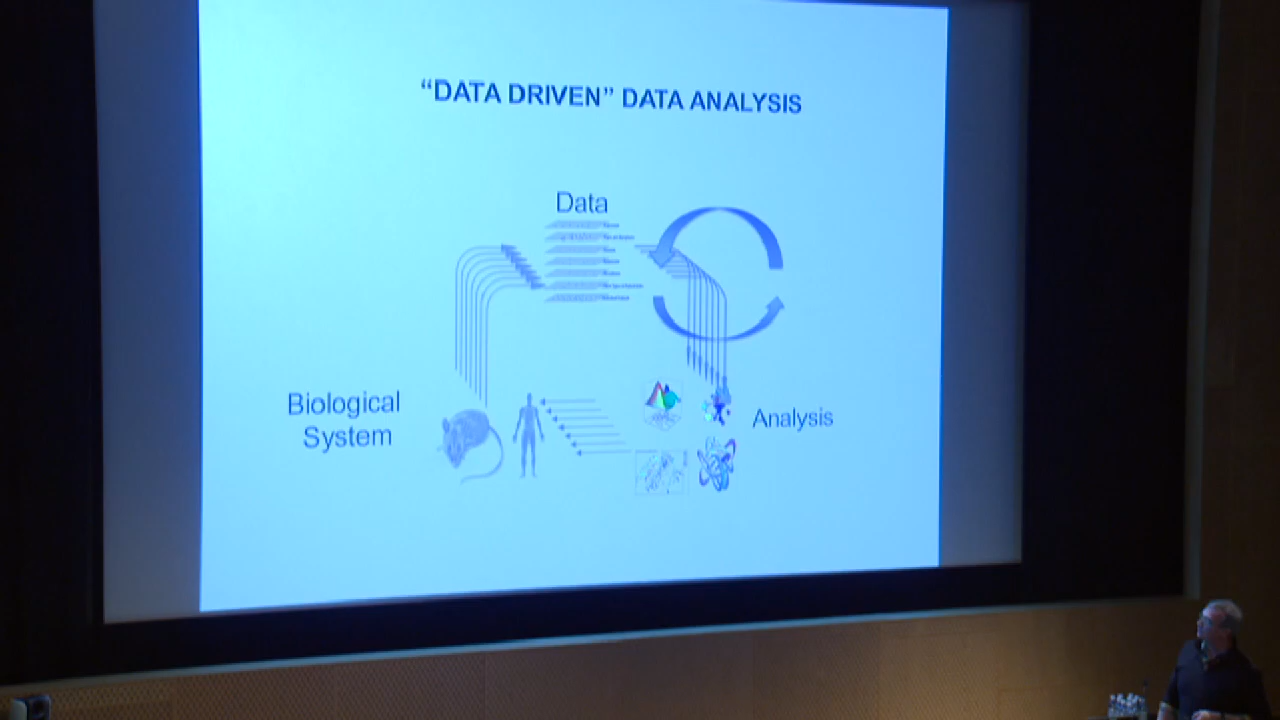 “DATA DRIVEN” DATA ANALYSIS
Data
Biological
System
Analysis